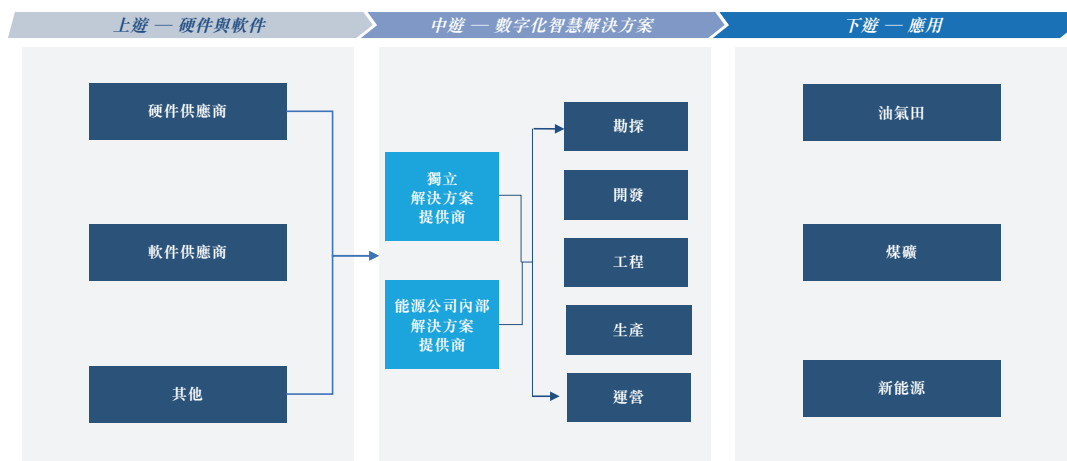 上遊 — 硬件與軟件
中遊 — 數字化智慧解決方案
下遊 — 應用
硬件供應商
軟件供應商
其他
獨立
解決方案
提供商
能源公司內部
解決方案
提供商
勘探
開發
工程
生產
運營
油氣田
煤礦
新能源